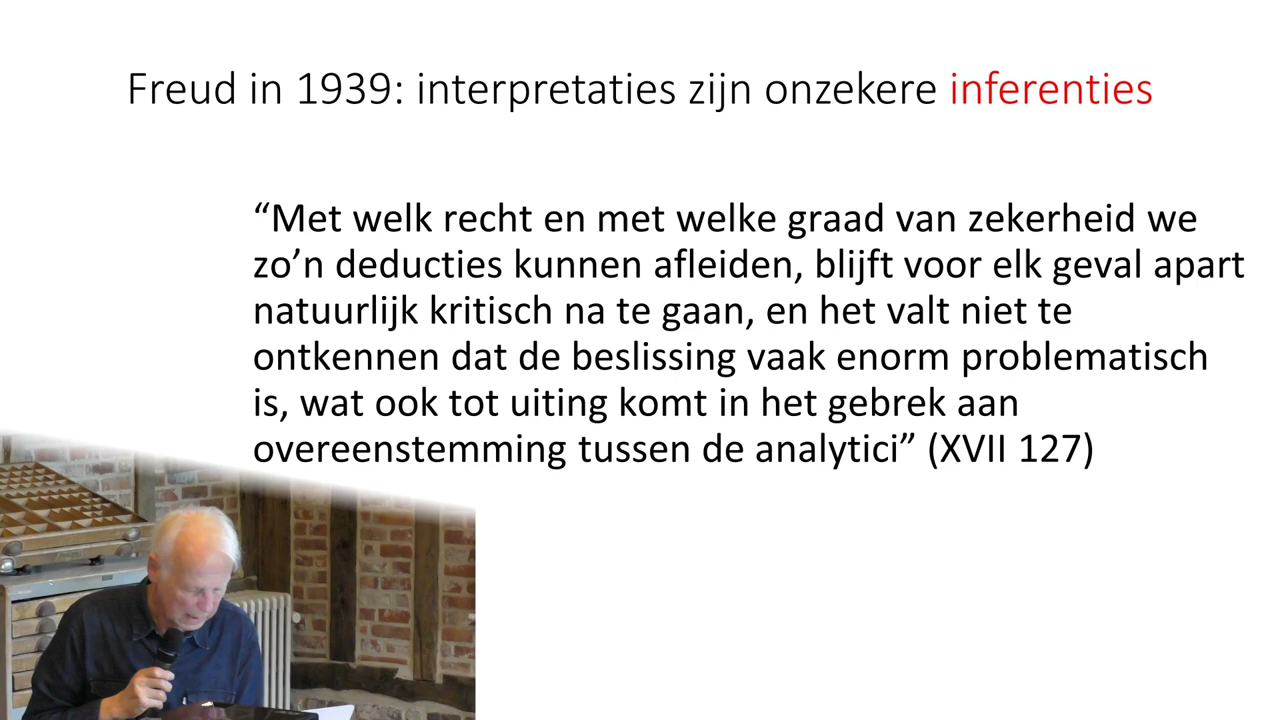 Freud in 1939: interpretaties zijn onzekere inferenties
“Met welk recht en met welke graad van zekerheid we
zo’n deducties kunnen afleiden, blijft voor elk geval apart
natuurlijk kritisch na te gaan, en het valt niet te
ontkennen dat de beslissing vaak enorm problematisch
is, wat ook tot uiting komt in het gebrek aan
overeenstemming tussen de analytici” (XVII 127)